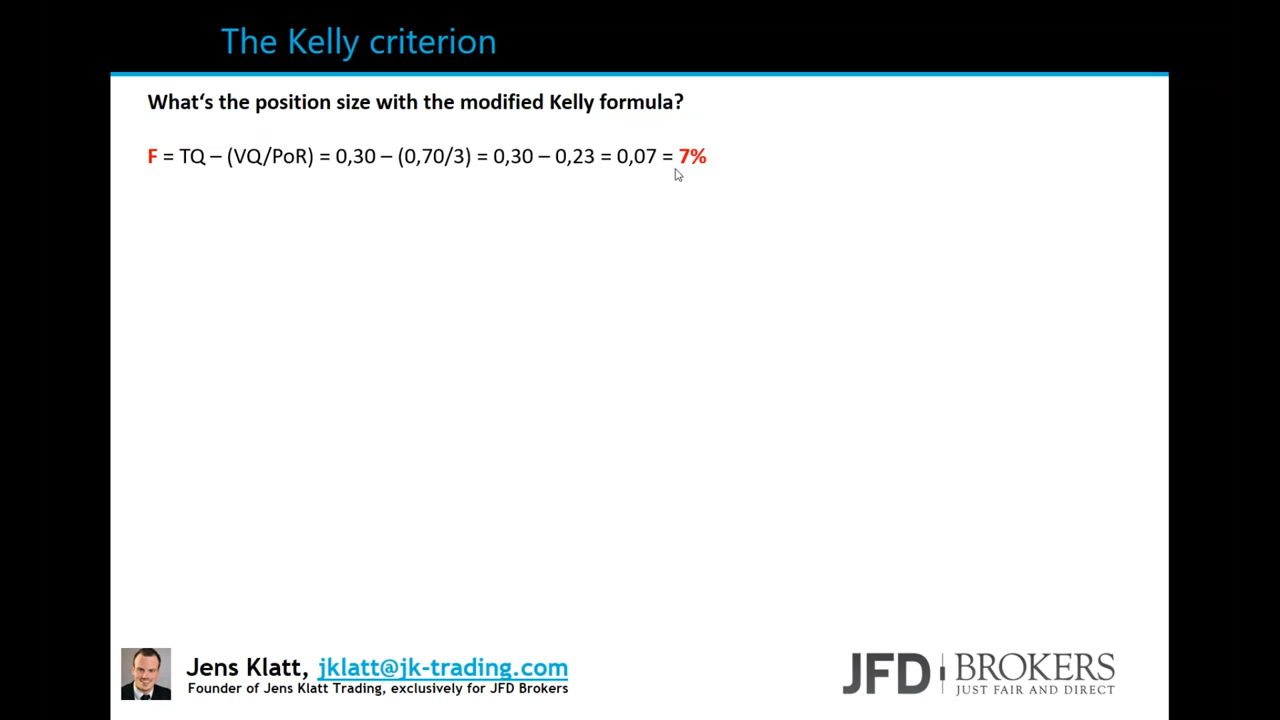 The Kelly criterion
What‘s the position size with the modified Kelly formula?
F = TQ – (VQ/PoR) = 0,30 – (0,70/3) = 0,30 – 0,23 = 0,07 = 7%
Jens Klatt, jklatt@jk-trading.com
Founder of Jens Klatt Trading, exclusively for JFD Brokers
JFD BROKERS
JUST FAIR AND DIRECT